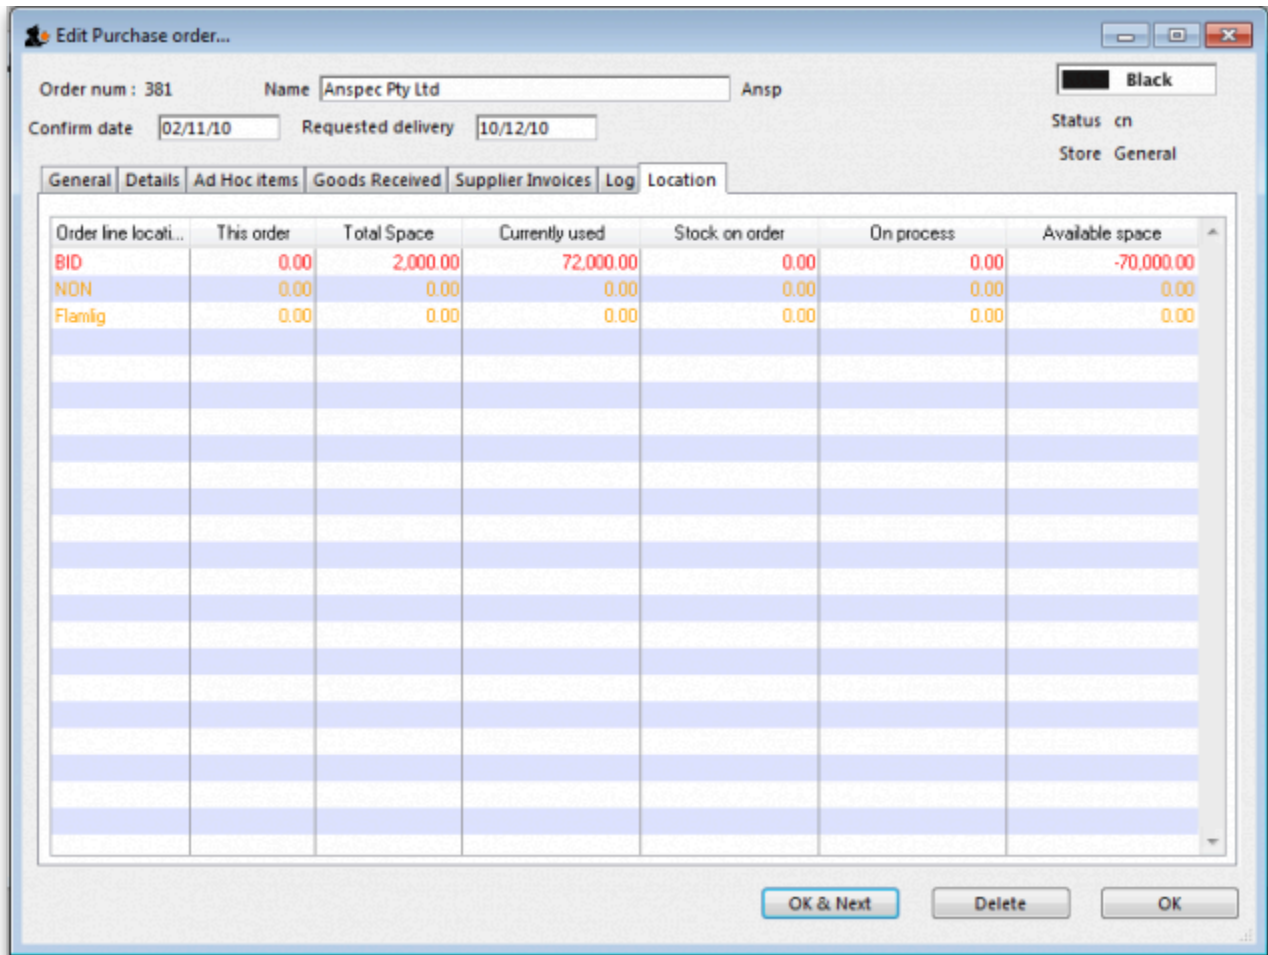 Edit Purchase order...
Order num : 381 Name Anspec Pty Ltd Ansp Black
Confirm date 02/11/10 Requested delivery 10/12/10 Status cn
Store General
General Details Ad Hoc items Goods Received Supplier Invoices Log Location
Order line locati... This order Total Space Currently used Stock on order On process Available space
BID 0.00 2,000.00 72,000.00 0.00 0.00 -70,000.00
NON 0.00 0.00 0.00 0.00 0.00 0.00
Flamlig 0.00 0.00 0.00 0.00 0.00 0.00
OK & Next Delete OK